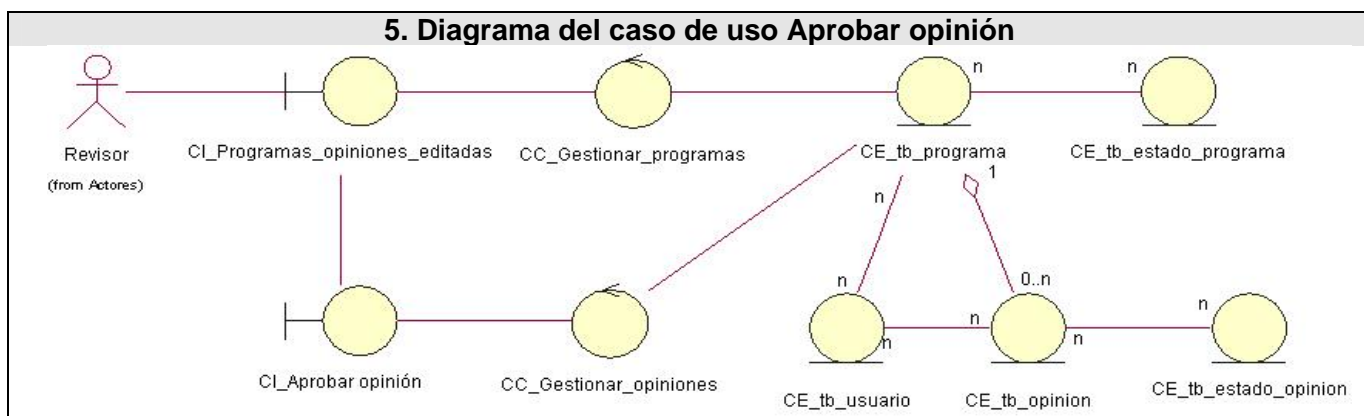 5. Diagrama del caso de uso Aprobar opinión
n
n
Revisor
(from Actores)
CI_Programas_opiniones_editadas
CC_Gestionar_programas
CE_tb_programa
CE_tb_estado_programa
1
n
n
0..n
n
n
n
n
n
CI_Aprobar opinión
CC_Gestionar_opiniones
CE_tb_usuario
CE_tb_opinion
CE_tb_estado_opinion